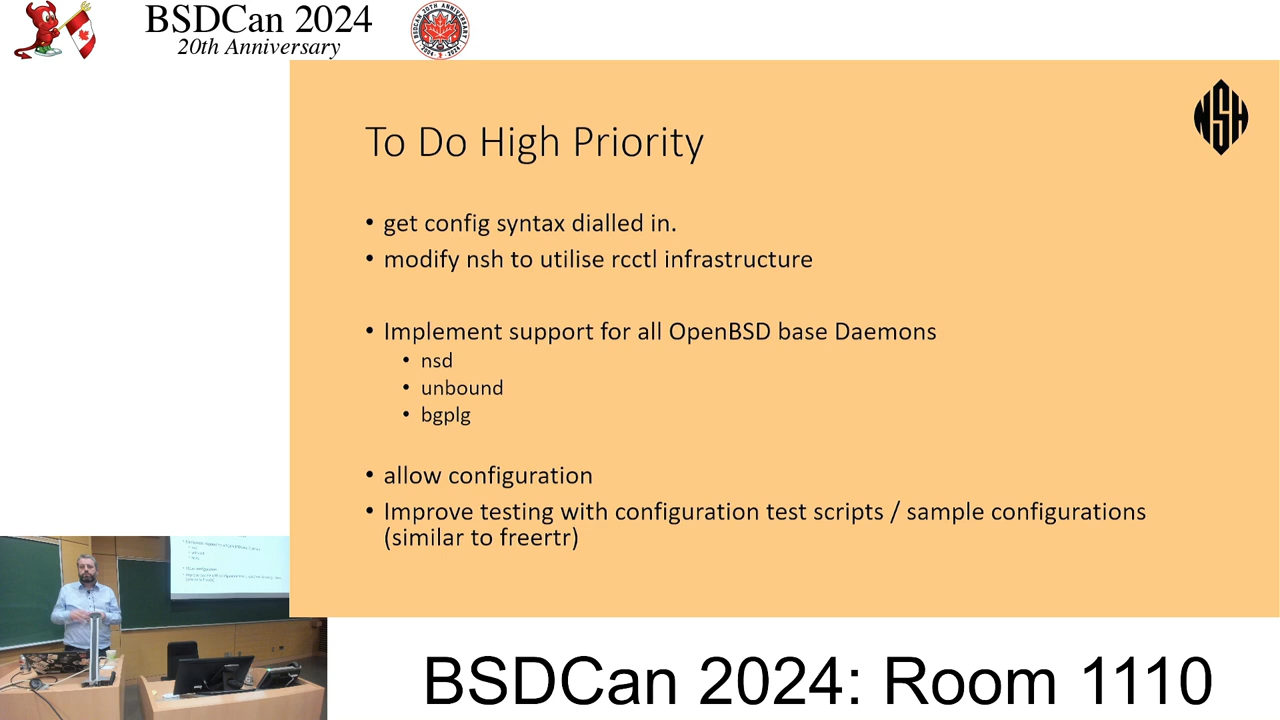 BSDCan 2024
20th Anniversary
NSH
To Do High Priority
• get config syntax dialled in.
• modify nsh to utilise rcctl infrastructure
• Implement support for all OpenBSD base Daemons
• nsd
• unbound
• bgplg
• allow configuration
• Improve testing with configuration test scripts / sample configurations
(similar to freertr)
BSDCan 2024: Room 1110